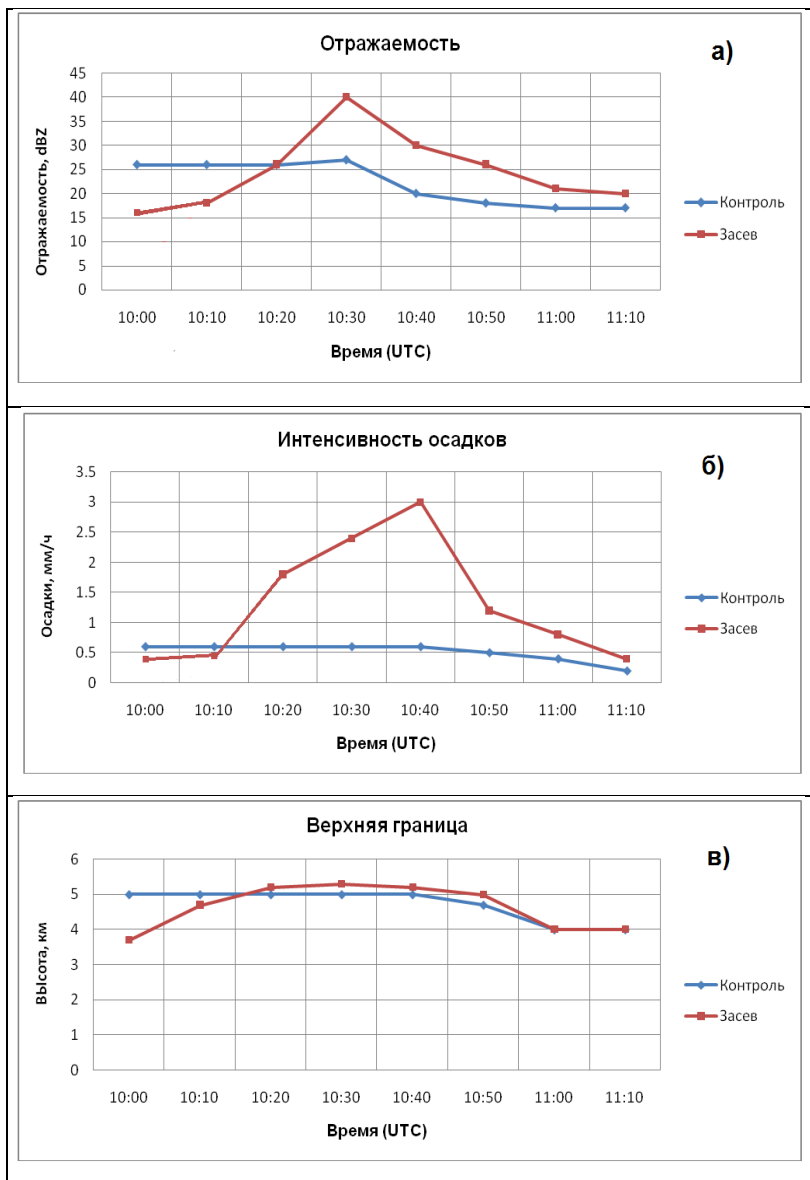 Отражаемость
а)
Отражаемость, dBZ
45
40
35
30
25
20
15
10
5
0
10:00 10:10 10:20 10:30 10:40 10:50 11:00 11:10
Время (UTC)
Контроль
Засев
Интенсивность осадков
б)
Осадки, мм/ч
3.5
3
2.5
2
1.5
1
0.5
0
10:00 10:10 10:20 10:30 10:40 10:50 11:00 11:10
Время (UTC)
Контроль
Засев
Верхняя граница
в)
ВЫсота, км
6
5
4
3
2
1
0
10:00 10:10 10:20 10:30 10:40 10:50 11:00 11:10
Время (UTC)
Контроль
Засев